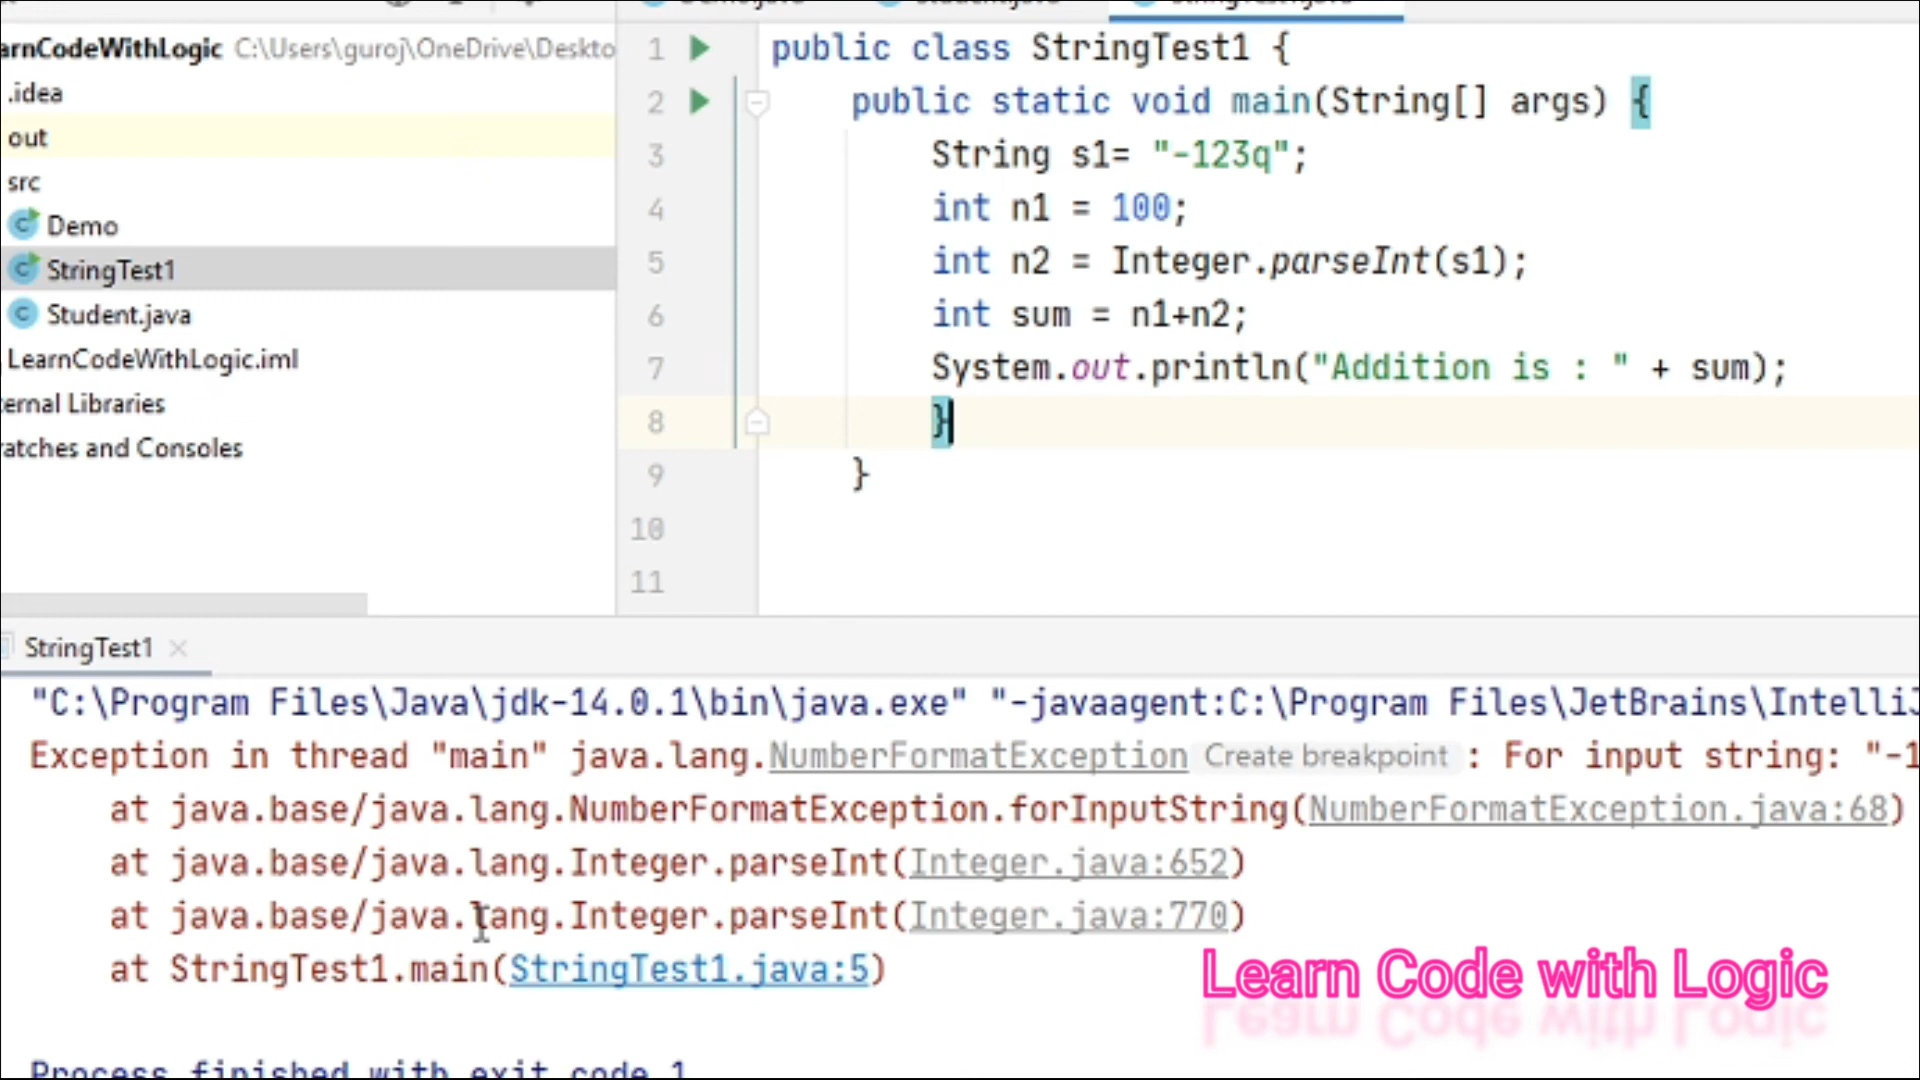 arnCodeWithLogic C:\Users\guroj\OneDrive\Deskto
.idea
out
src
Demo
StringTest1
Student.java
LearnCodeWithLogic.iml
ernal Libraries
ratches and Consoles
1 public class StringTest1 {
2 public static void main(String[] args) {
3 String s1= "-123q";
4 int n1 = 100;
5 int n2 = Integer.parseInt(s1);
6 int sum = n1+n2;
7 System.out.println("Addition is : " + sum);
8 }
9 }
10
11
StringTest1
"C:\Program Files\Java\jdk-14.0.1\bin\java.exe" "-javaagent:C:\Program Files\JetBrains\IntelliJ
Exception in thread "main" java.lang.NumberFormatException Create breakpoint : For input string: "-1
at java.base/java.lang.NumberFormatException.forInputString(NumberFormatException.java:68)
at java.base/java.lang.Integer.parseInt(Integer.java:652)
at java.base/java.lang.Integer.parseInt(Integer.java:770)
at StringTest1.main(StringTest1.java:5)
Learn Code with Logic
Process finished with exit code 1